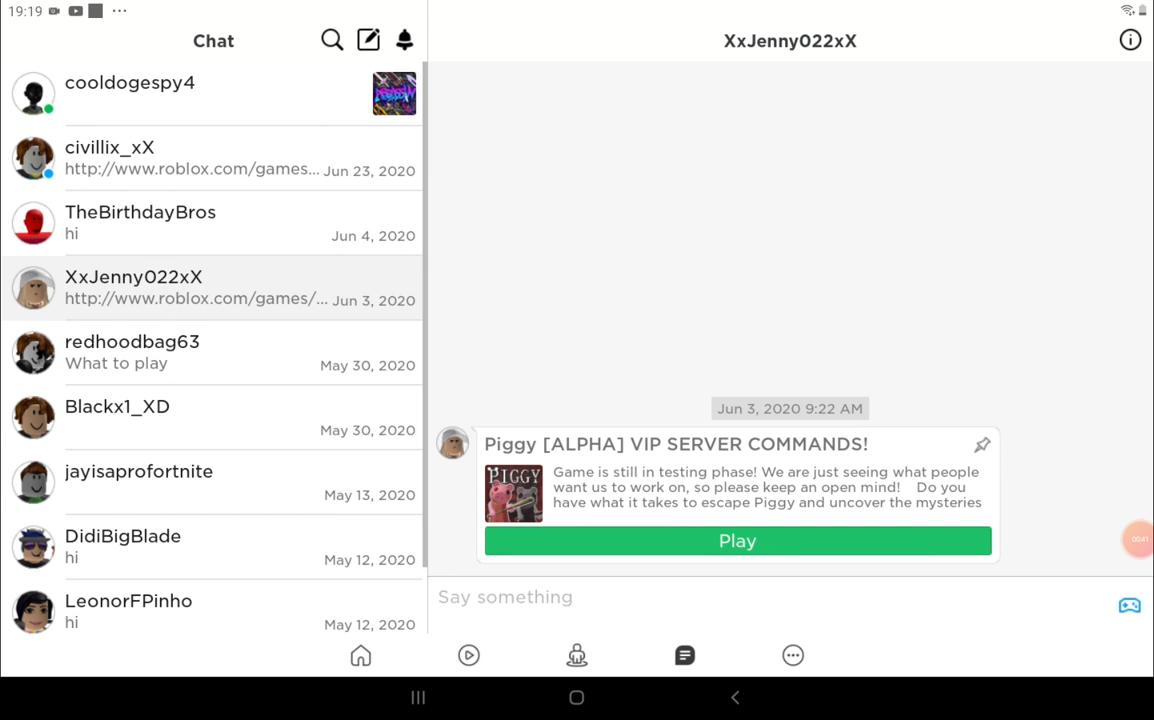 19:19
Chat
XxJenny022xX
cooldogespy4
civillix_xX
http://www.roblox.com/games... Jun 23, 2020
TheBirthdayBros
hi
Jun 4, 2020
XxJenny022xX
http://www.roblox.com/games/... Jun 3, 2020
redhoodbag63
What to play
May 30, 2020
Blackx1_XD
May 30, 2020
jayisaprofortnite
May 13, 2020
DidiBigBlade
hi
May 12, 2020
LeonorFPinho
hi
May 12, 2020
Jun 3, 2020 9:22 AM
Piggy [ALPHA] VIP SERVER COMMANDS!
PIGGY
Game is still in testing phase! We are just seeing what people
want us to work on, so please keep an open mind! Do you
have what it takes to escape Piggy and uncover the mysteries
Play
00:41
Say something